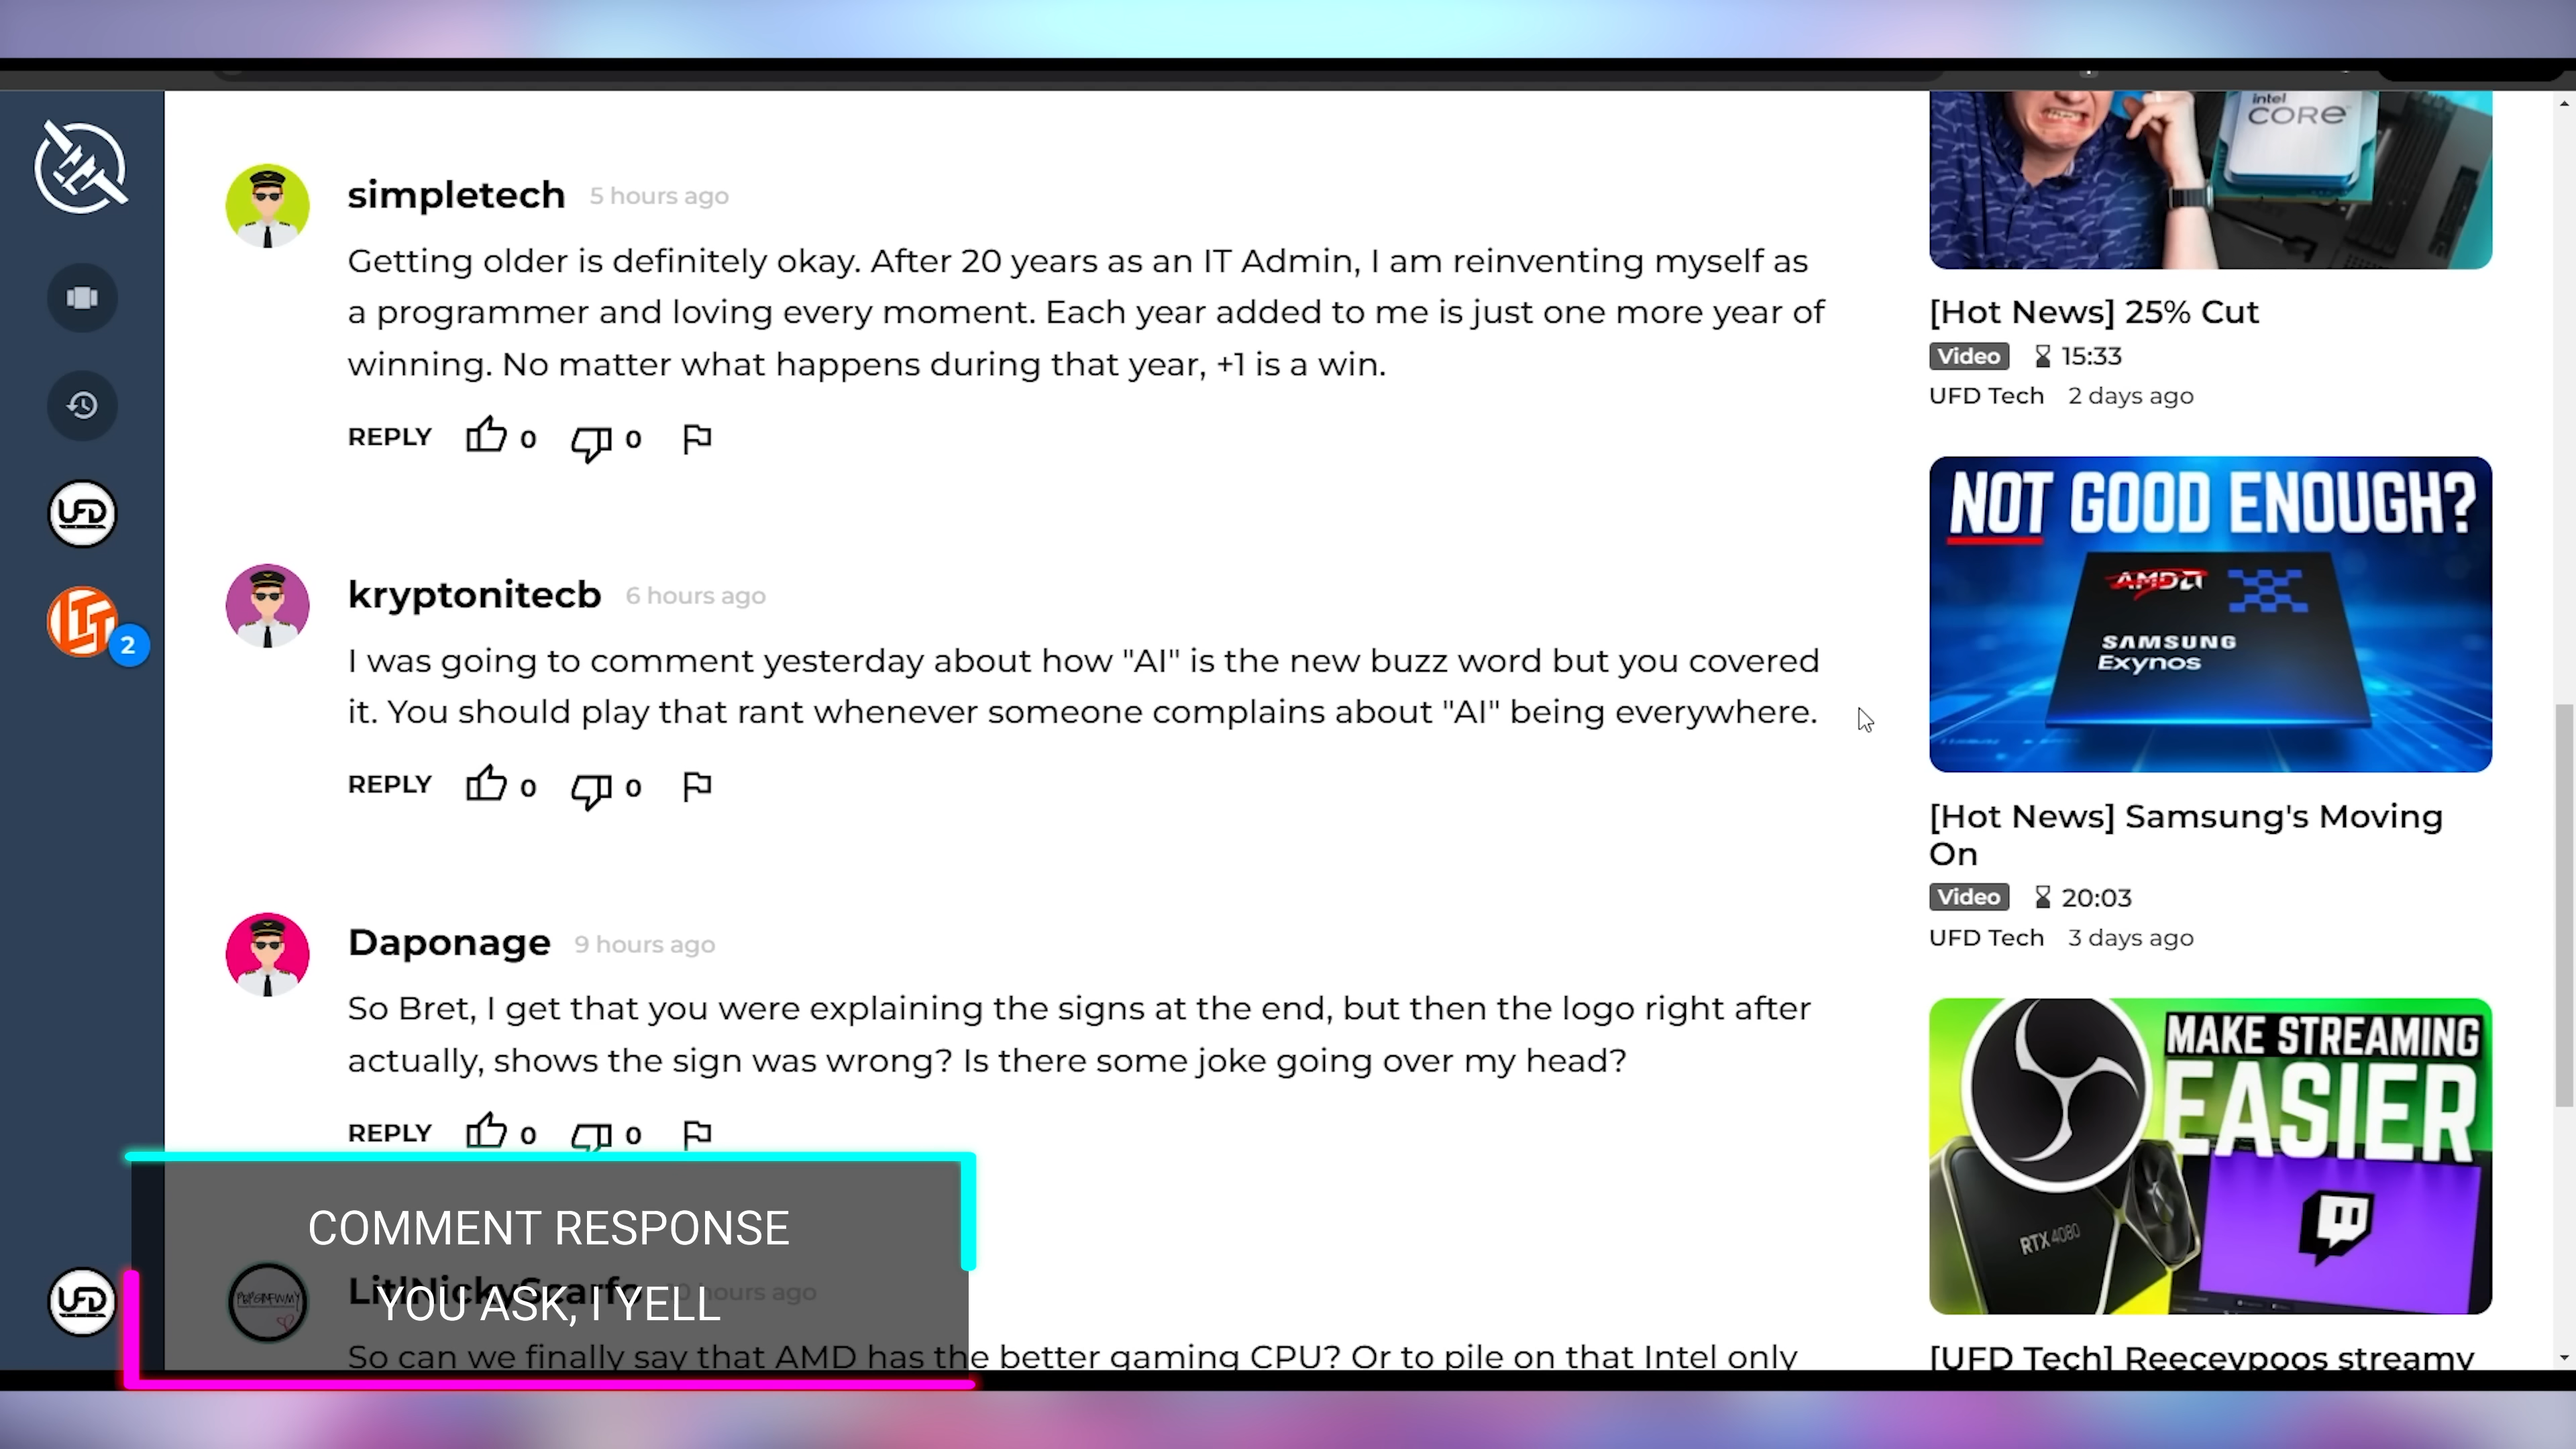 simpletech 5 hours ago
Getting older is definitely okay. After 20 years as an IT Admin, I am reinventing myself as
a programmer and loving every moment. Each year added to me is just one more year of
winning. No matter what happens during that year, +1 is a win.
REPLY 0 0
kryptonitecb 6 hours ago
I was going to comment yesterday about how "AI" is the new buzz word but you covered
it. You should play that rant whenever someone complains about "AI" being everywhere.
REPLY 0 0
Daponage 9 hours ago
So Bret, I get that you were explaining the signs at the end, but then the logo right after
actually, shows the sign was wrong? Is there some joke going over my head?
REPLY 0 0
LitlNickyScarfo hours ago
So can we finally say that AMD has the better gaming CPU? Or to pile on that Intel only
COMMENT RESPONSE
YOU ASK, I YELL
UFD
LTT
2
UFD
intel
CORE
[Hot News] 25% Cut
Video 15:33
UFD Tech 2 days ago
NOT GOOD ENOUGH?
AMD
SAMSUNG
Exynos
[Hot News] Samsung's Moving
On
Video 20:03
UFD Tech 3 days ago
MAKE STREAMING
EASIER
RTX 4080
[UFD Tech] Reeceypoos streamy